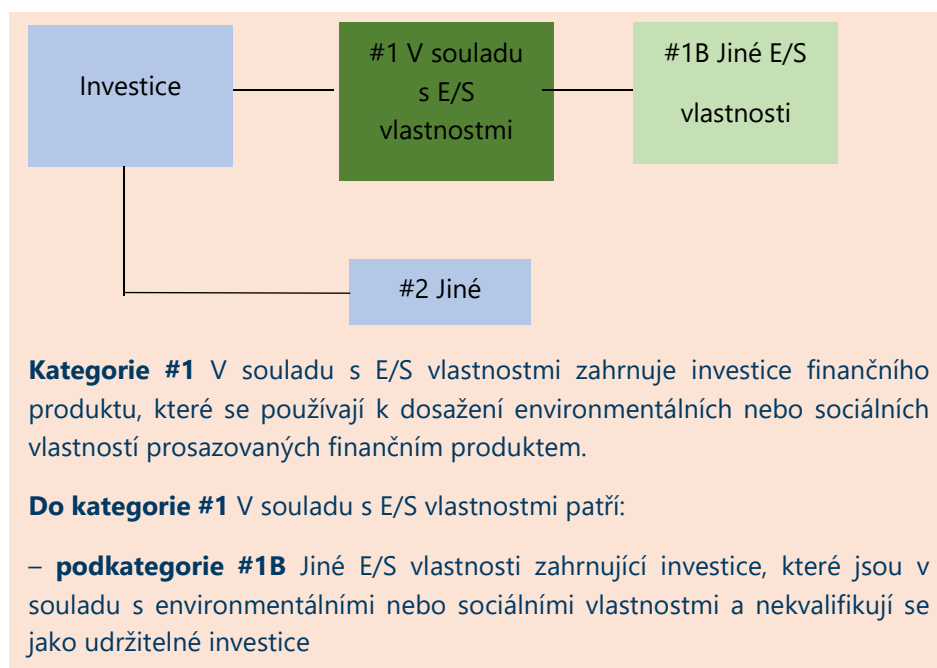 Investice
#1 V souladu
s E/S
vlastnostmi
#1B Jiné E/S
vlastnosti
#2 Jiné
Kategorie #1 V souladu s E/S vlastnostmi zahrnuje investice finančního
produktu, které se používají k dosažení environmentálních nebo sociálních
vlastností prosazovaných finančním produktem.
Do kategorie #1 V souladu s E/S vlastnostmi patří:
– podkategorie #1B Jiné E/S vlastnosti zahrnující investice, které jsou v
souladu s environmentálními nebo sociálními vlastnostmi a nekvalifikují se
jako udržitelné investice